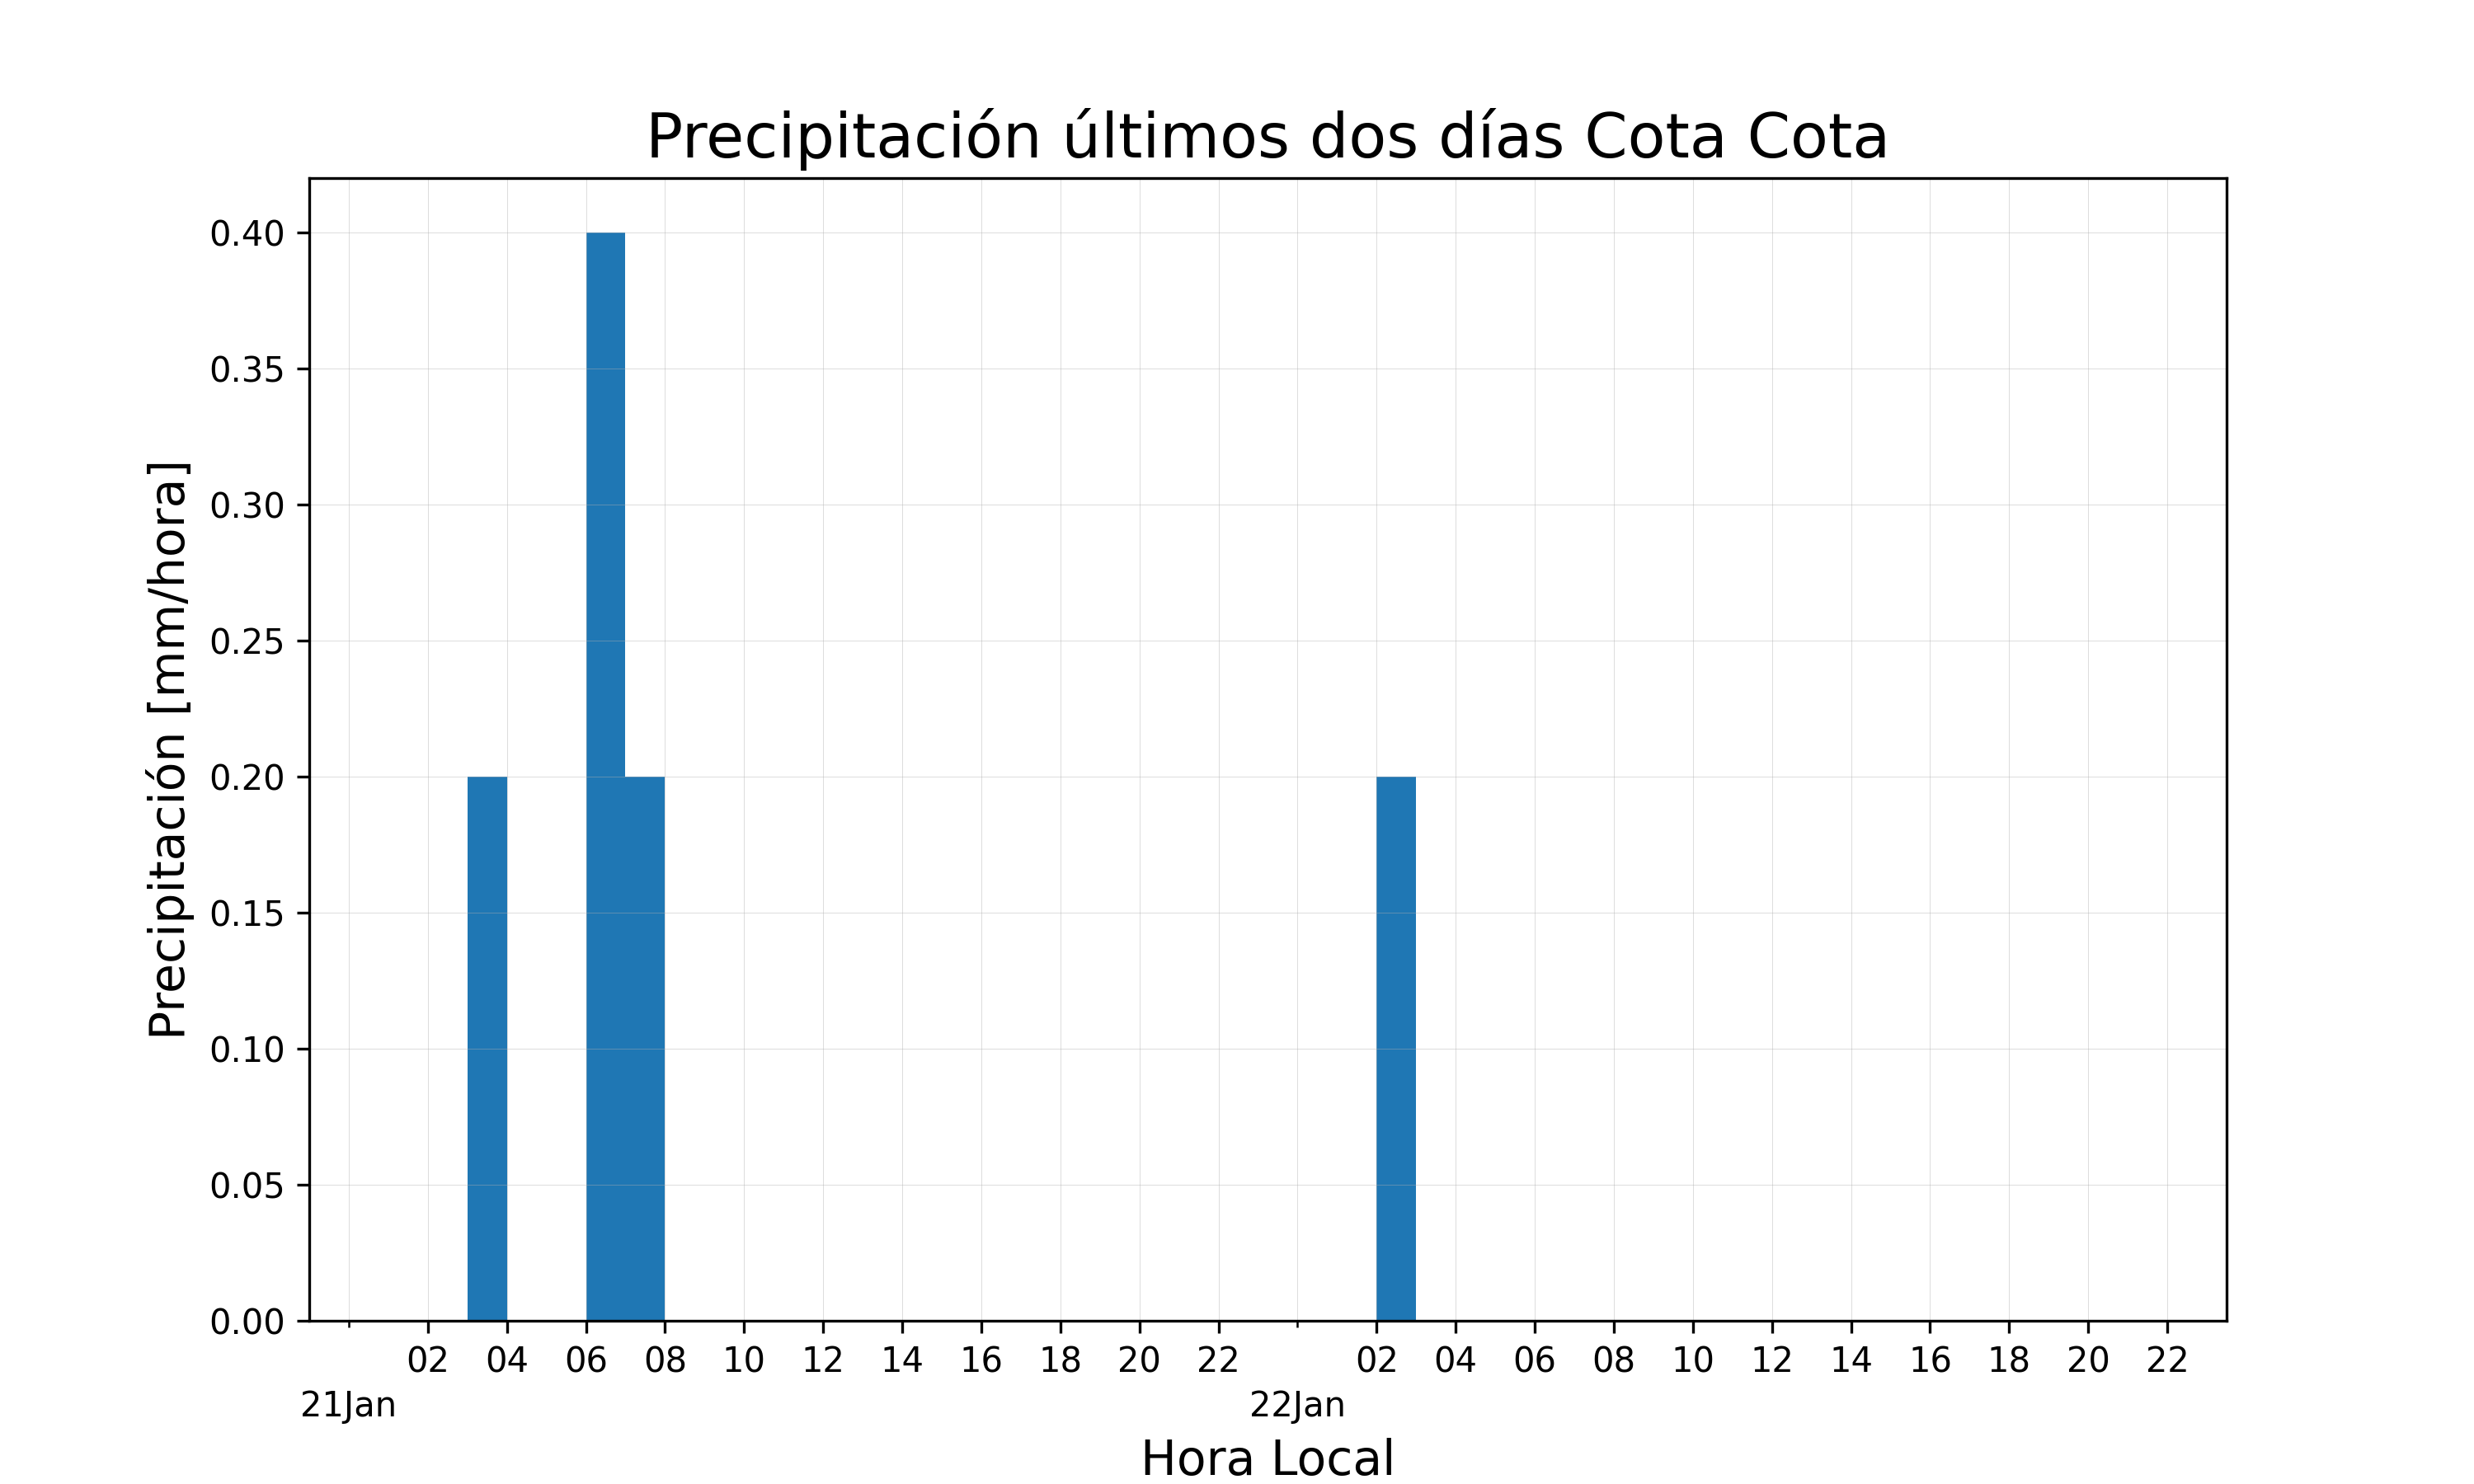 Precipitación últimos dos días Cota Cota
Precipitación [mm/hora]
0.40
0.35
0.30
0.25
0.20
0.15
0.10
0.05
0.00
02 04 06 08 10 12 14 16 18 20 22 02 04 06 08 10 12 14 16 18 20 22
21Jan 22Jan
Hora Local